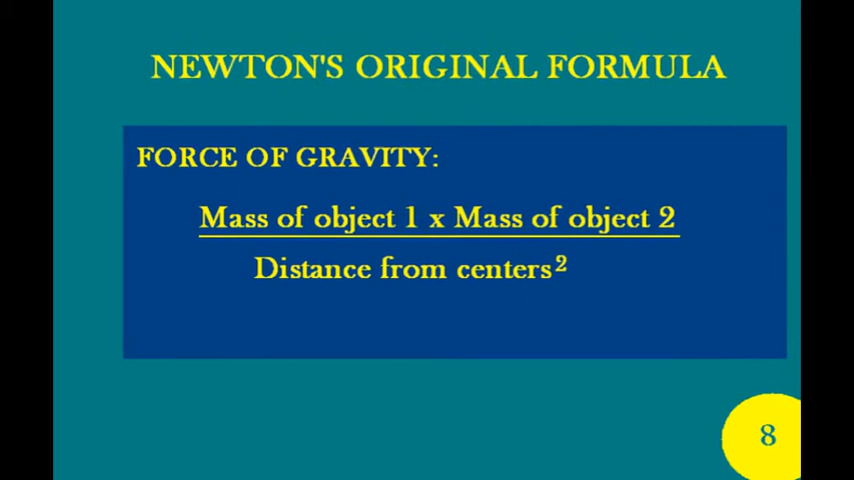 NEWTON'S ORIGINAL FORMULA
FORCE OF GRAVITY:
Mass of object 1 x Mass of object 2
Distance from centers²
8